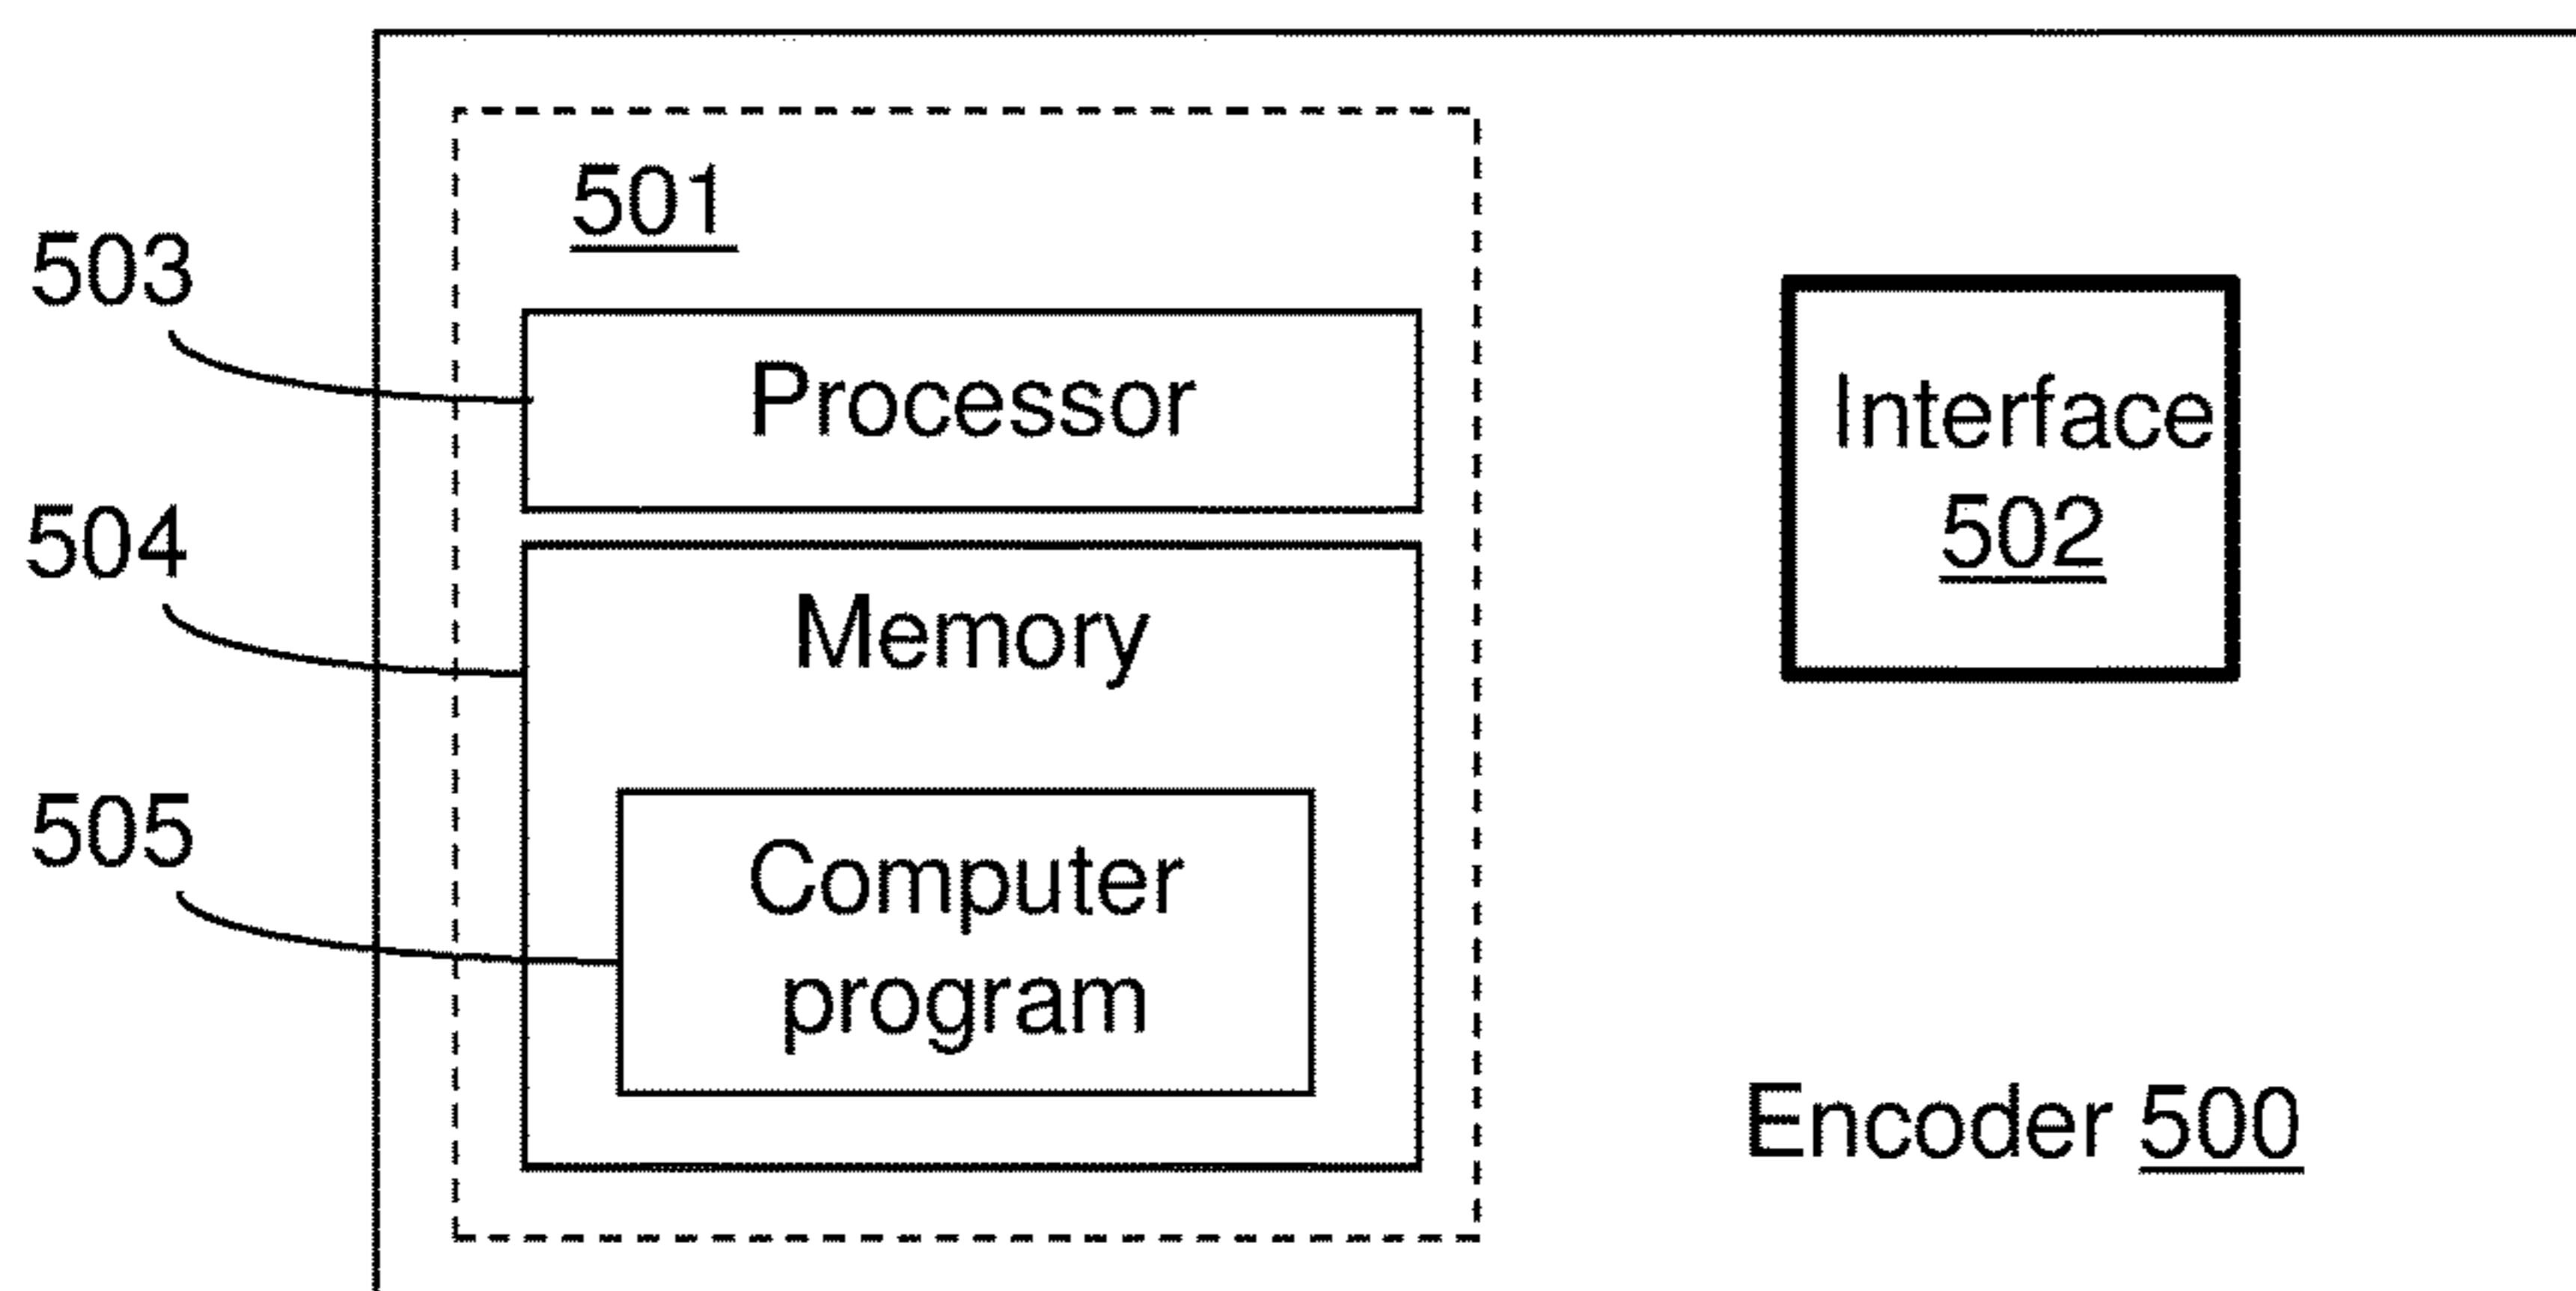 501
503
Processor
Interface
502
504
Memory
505
Computer
program
Encoder 500